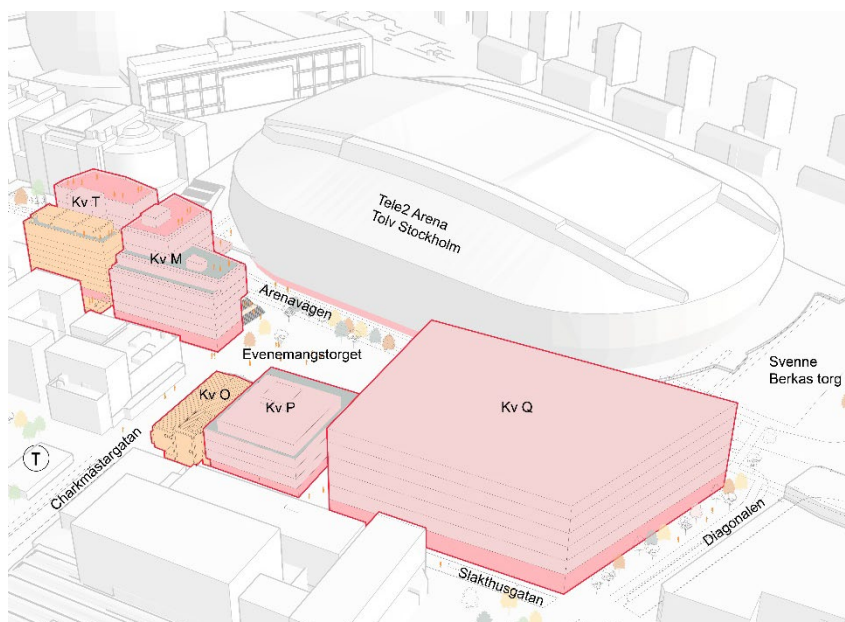 Kv T
Kv M
Tele2 Arena
Tolv Stockholm
Arenavägen
Evenemangstorget
Svenne
Berkas torg
Kv O
Kv P
Kv Q
T
Charkmästargatan
Diagonalen
Slakthusgatan